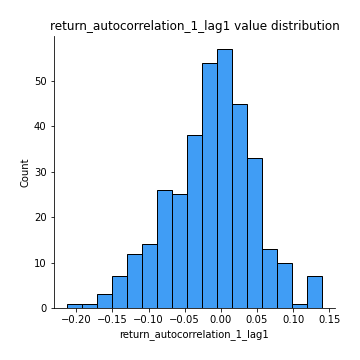 return_autocorrelation_1_lag1 value distribution
Count
50
40
30
20
10
0
−0.20 −0.15 −0.10 −0.05 0.00 0.05 0.10 0.15
return_autocorrelation_1_lag1